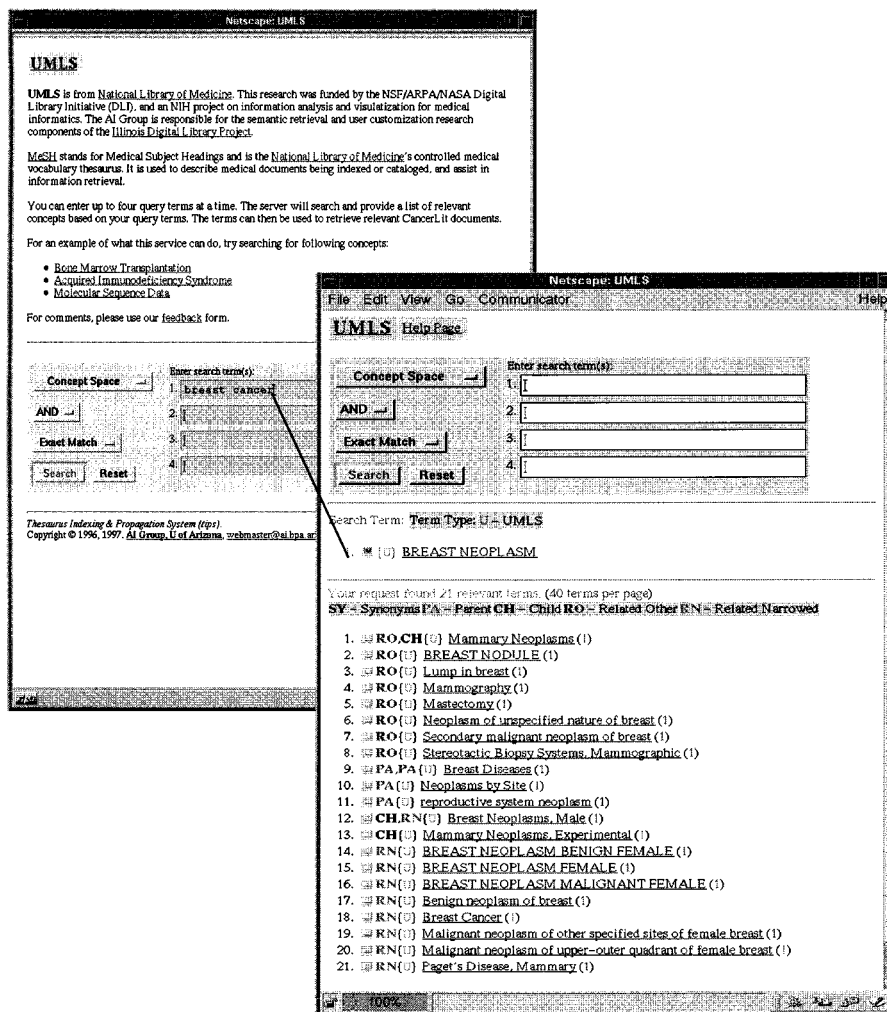 Netscape: UMLS
UMLS
UMLS is from National Library of Medicine. This research was funded by the NSF/ARPA/NASA Digital
Library Initiative (DLI), and an NIH project on information analysis and visulatization for medical
informatics. The AI Group is responsible for the semantic retrieval and user customization research
components of the Illinois Digital Library Project.
MeSH stands for Medical Subject Headings and is the National Library of Medicine's controlled medical
vocabulary thesaurus. It is used to describe medical documents being indexed or cataloged, and assist in
information retrieval.
You can enter up to four query terms at a time. The server will search and provide a list of relevant
concepts based on your query terms. The terms can then be used to retrieve relevant CancerLit documents.
For an example of what this service can do, try searching for following concepts:
• Bone Marrow Transplantation
• Acquired Immunodeficiency Syndrome
• Molecular Sequence Data
For comments, please use our feedback form.
Concept Space
AND
Exact Match
Search Reset
Enter search term(s):
1. breast cancer
2.
3.
4.
Thesaurus Indexing & Propagation System (tips).
Copyright © 1996, 1997. AI Group, U of Arizona, webmaster@ai.bpa.ar
Netscape: UMLS
File Edit View Go Communicator Help
UMLS Help Page
Concept Space
AND
Exact Match
Search Reset
Enter search term(s):
1.
2.
3.
4.
Search Term: Term Type: U - UMLS
1. {U} BREAST NEOPLASM
Your request found 21 relevant terms. (40 terms per page)
SY - Synonyms PA - Parent CH - Child RO - Related Other RN - Related Narrowed
1. RO,CH{U} Mammary Neoplasms (1)
2. RO{U} BREAST NODULE (1)
3. RO{U} Lump in breast (1)
4. RO{U} Mammography (1)
5. RO{U} Mastectomy (1)
6. RO{U} Neoplasm of unspecified nature of breast (1)
7. RO{U} Secondary malignant neoplasm of breast (1)
8. RO{U} Stereotactic Biopsy Systems, Mammographic (1)
9. PA,PA{U} Breast Diseases (1)
10. PA{U} Neoplasms by Site (1)
11. PA{U} reproductive system neoplasm (1)
12. CH,RN{U} Breast Neoplasms, Male (1)
13. CH{U} Mammary Neoplasms, Experimental (1)
14. RN{U} BREAST NEOPLASM BENIGN FEMALE (1)
15. RN{U} BREAST NEOPLASM FEMALE (1)
16. RN{U} BREAST NEOPLASM MALIGNANT FEMALE (1)
17. RN{U} Benign neoplasm of breast (1)
18. RN{U} Breast Cancer (1)
19. RN{U} Malignant neoplasm of other specified sites of female breast (1)
20. RN{U} Malignant neoplasm of upper-outer quadrant of female breast (1)
21. RN{U} Paget's Disease, Mammary (1)
100%